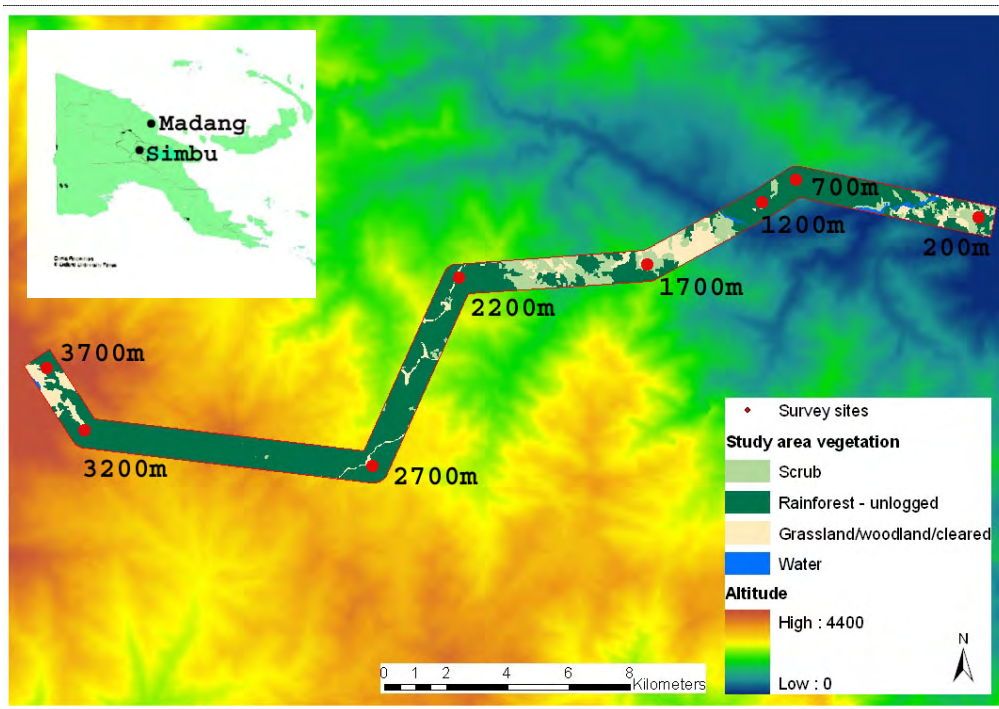 Madang
Simbu
700m
1200m
200m
1700m
2200m
3700m
3200m
2700m
Survey sites
Study area vegetation
Scrub
Rainforest - unlogged
Grassland/woodland/cleared
Water
Altitude
High : 4400
Low : 0
N
0 1 2 4 6 8
Kilometers